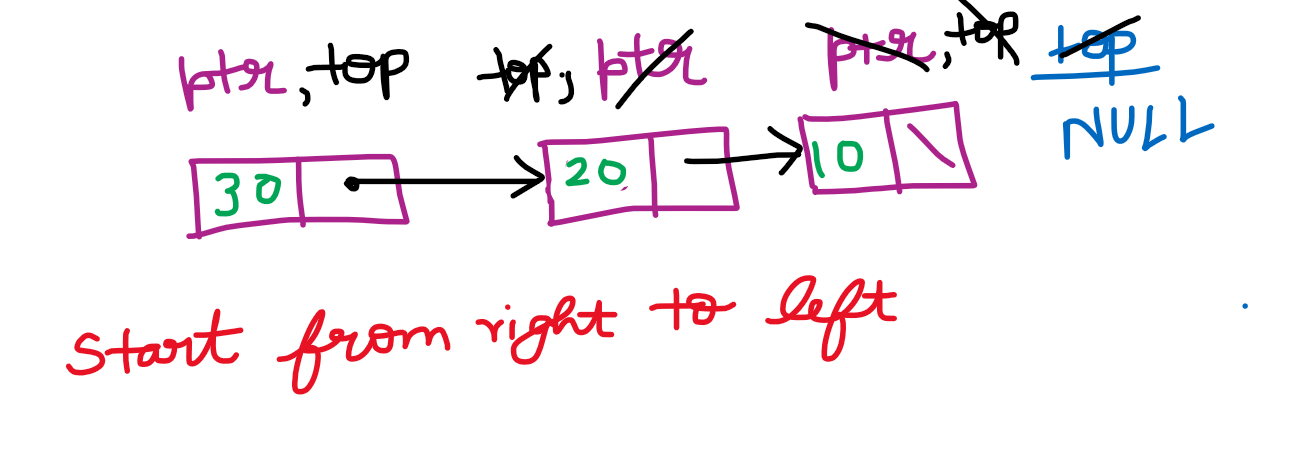 ptr, top top, ptr ptr, top top
NULL
30 20 10
Start from right to left